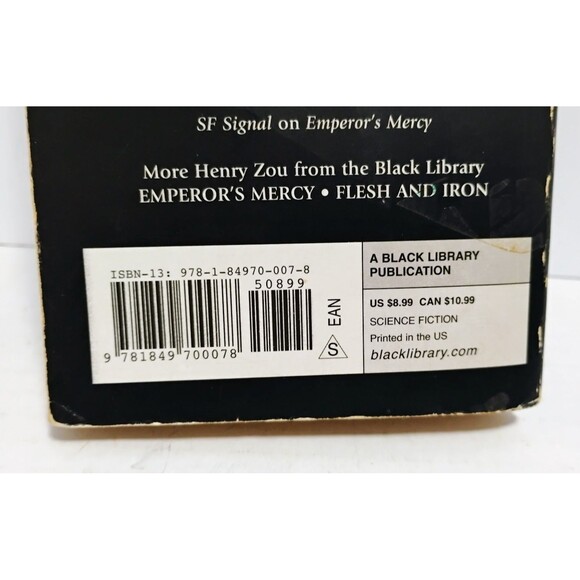 SF Signal on Emperor's Mercy
More Henry Zou from the Black Library
EMPEROR'S MERCY • FLESH AND IRON
ISBN-13: 978-1-84970-007-8
50899
9 781849 700078
EAN
S
A BLACK LIBRARY
PUBLICATION
US $8.99 CAN $10.99
SCIENCE FICTION
Printed in the US
blacklibrary.com